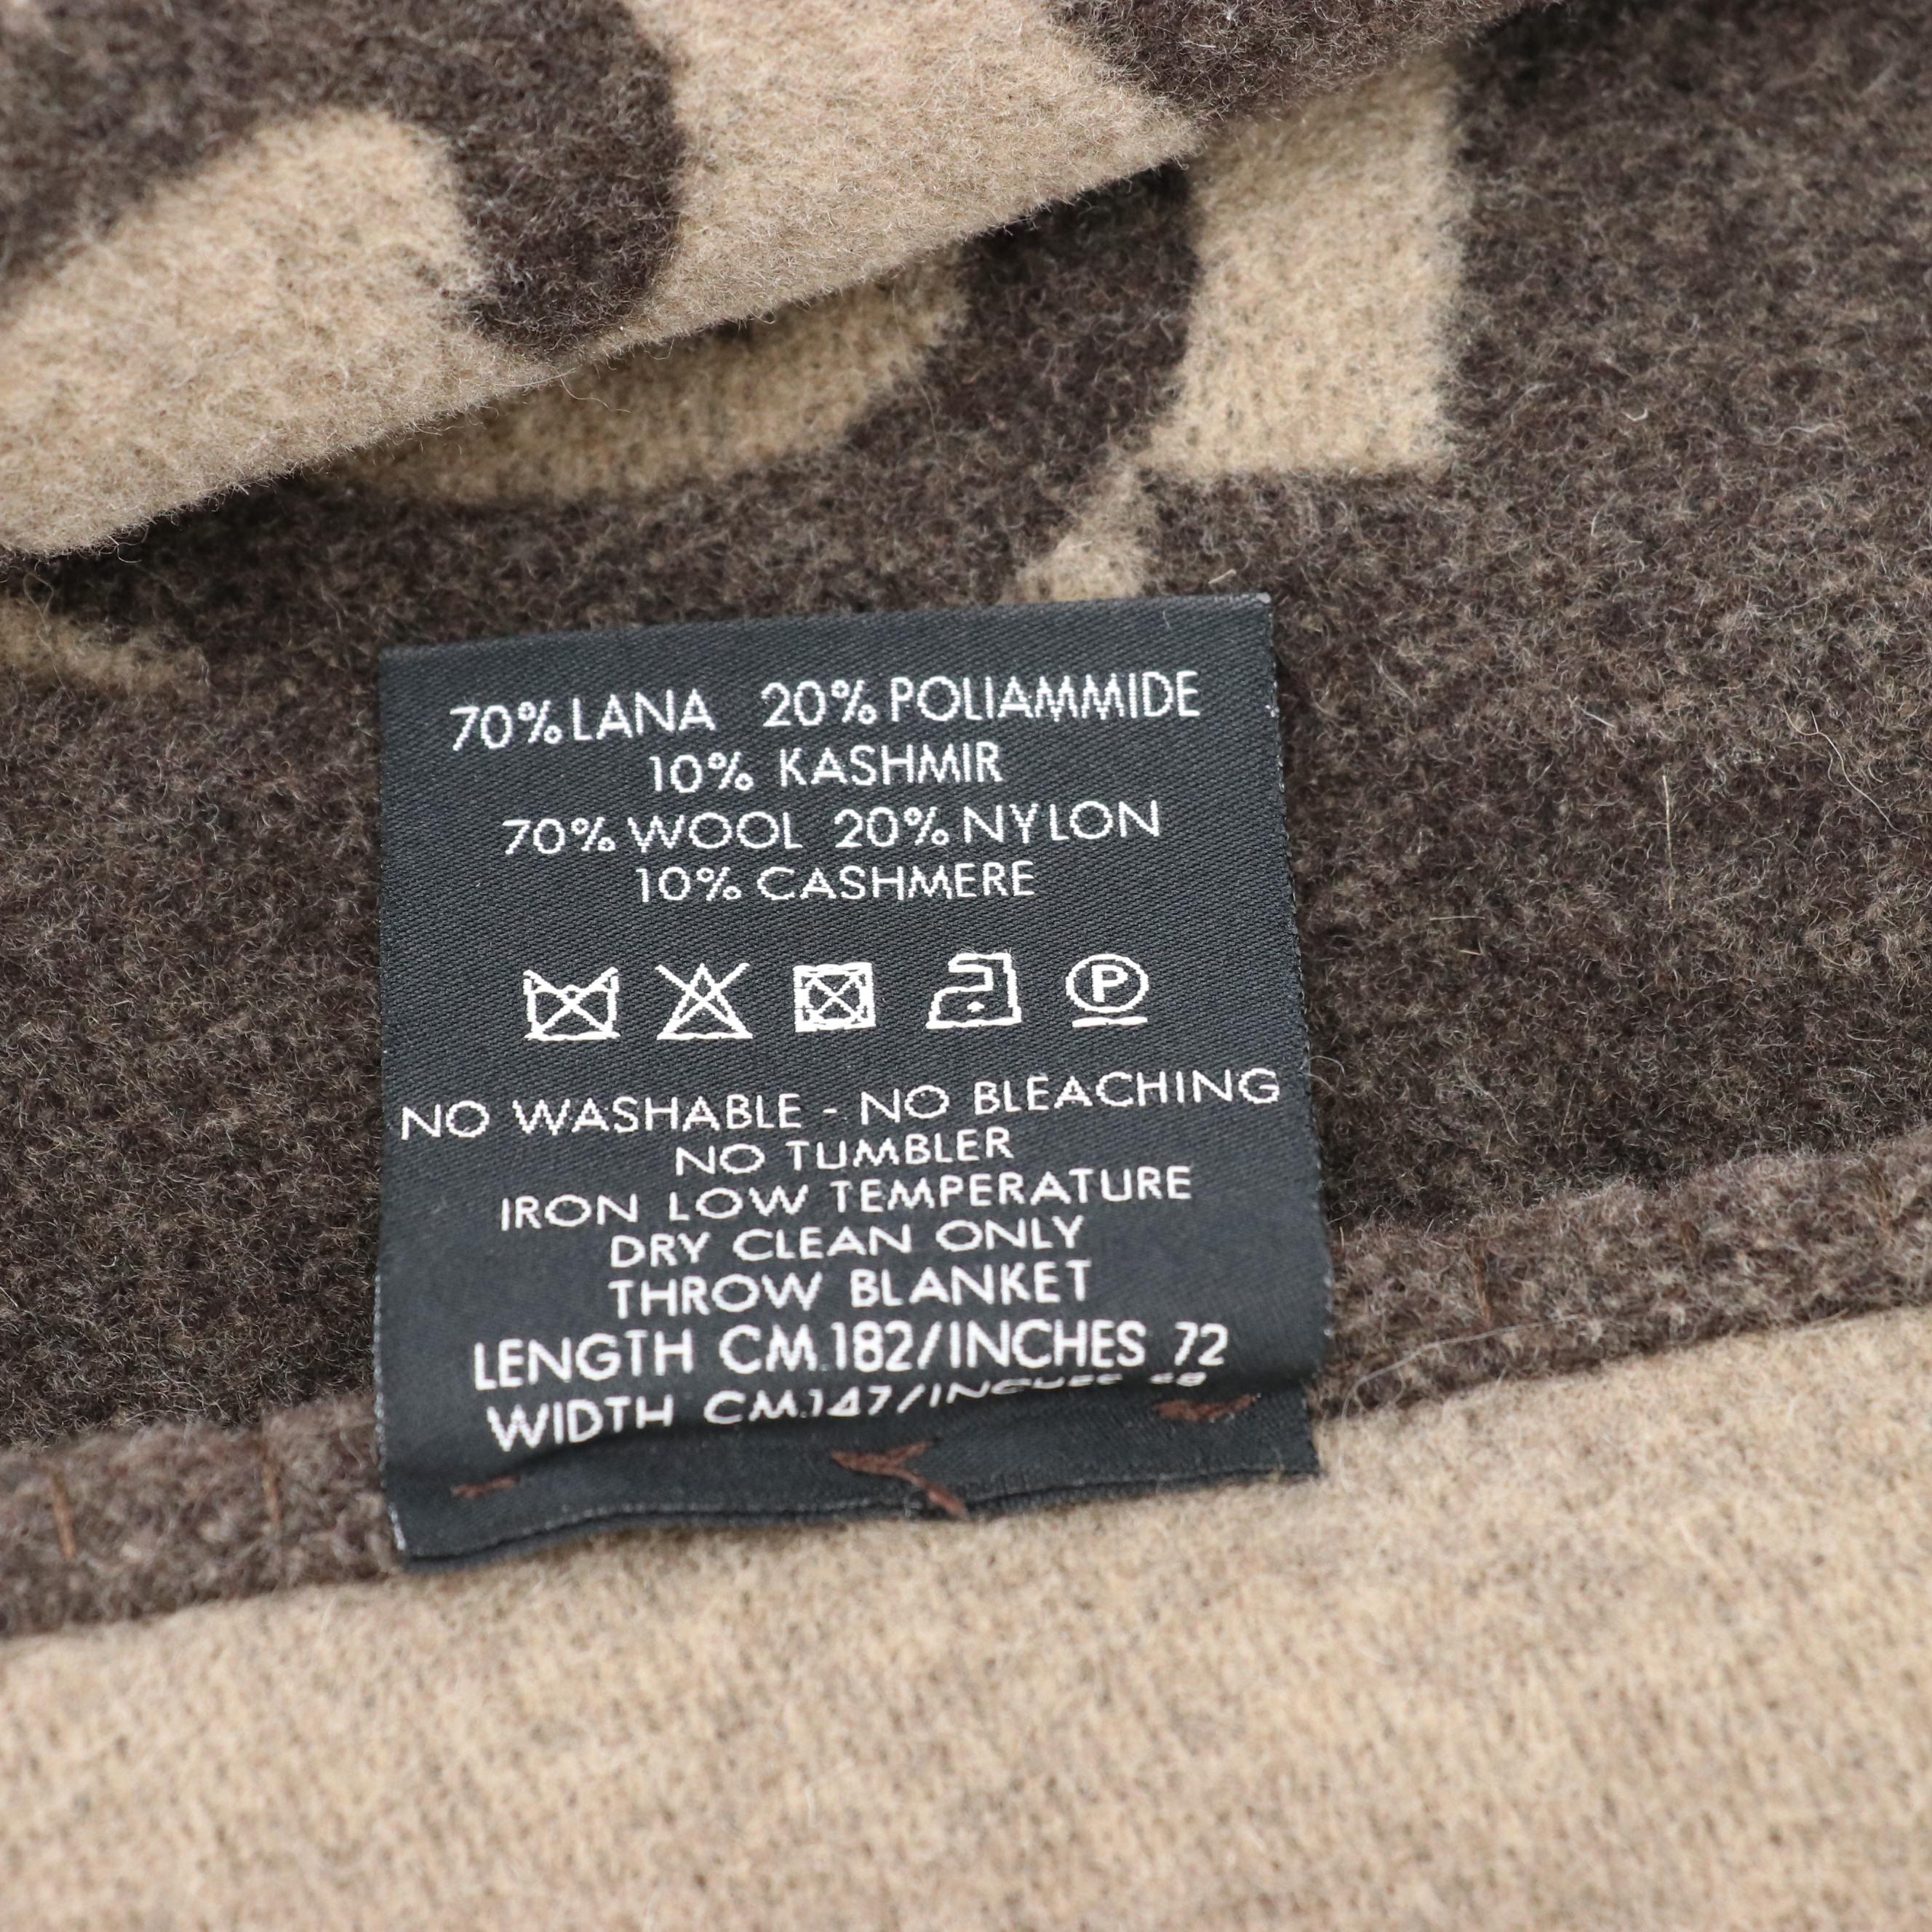 70% LANA 20% POLIAMMIDE
10% KASHMIR
70% WOOL 20% NYLON
10% CASHMERE
P
NO WASHABLE - NO BLEACHING
NO TUMBLER
IRON LOW TEMPERATURE
DRY CLEAN ONLY
THROW BLANKET
LENGTH CM.182/INCHES 72
WIDTH CM.147/INCHES